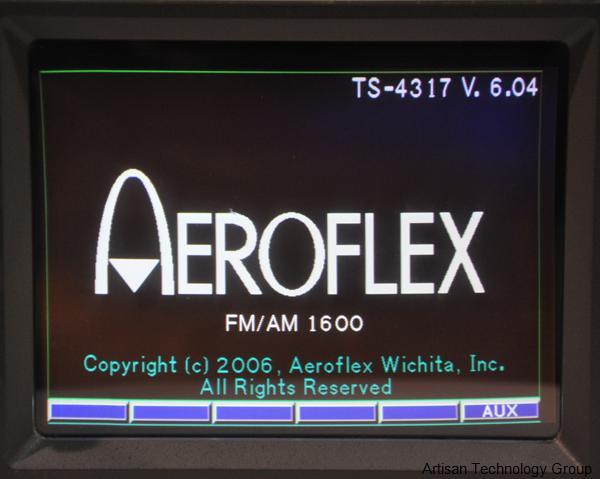 TS-4317 V. 6.04
AEROFLEX
FM/AM 1600
Copyright (c) 2006, Aeroflex Wichita, Inc.
All Rights Reserved
AUX
Artisan Technology Group